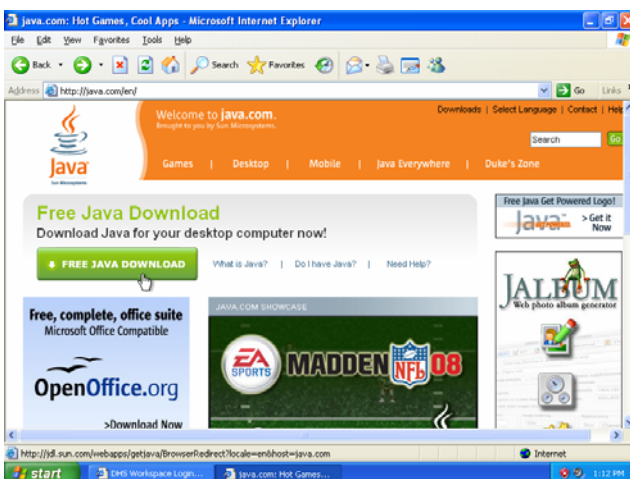 java.com: Hot Games, Cool Apps - Microsoft Internet Explorer
File Edit View Favorites Tools Help
Back Search Favorites
Address http://java.com/en/ Go Links
Downloads | Select Language | Contact | Help
Welcome to java.com.
Brought to you by Sun Microsystems.
Search Go
Java
Sun Microsystems
Games | Desktop | Mobile | Java Everywhere | Duke's Zone
Free Java Download
Download Java for your desktop computer now!
FREE JAVA DOWNLOAD What is Java? | Do I have Java? | Need Help?
Free Java Get Powered Logo!
Java GET POWERED > Get it
Now
JALBUM
Web photo album generator
Free, complete, office suite
Microsoft Office Compatible
OpenOffice.org
>Download Now
JAVA.COM SHOWCASE
EA
SPORTS
MADDEN NFL 08
http://jdl.sun.com/webapps/getjava/BrowserRedirect?locale=en&host=java.com Internet
start DHS Workspace Login... java.com: Hot Games... 1:12 PM